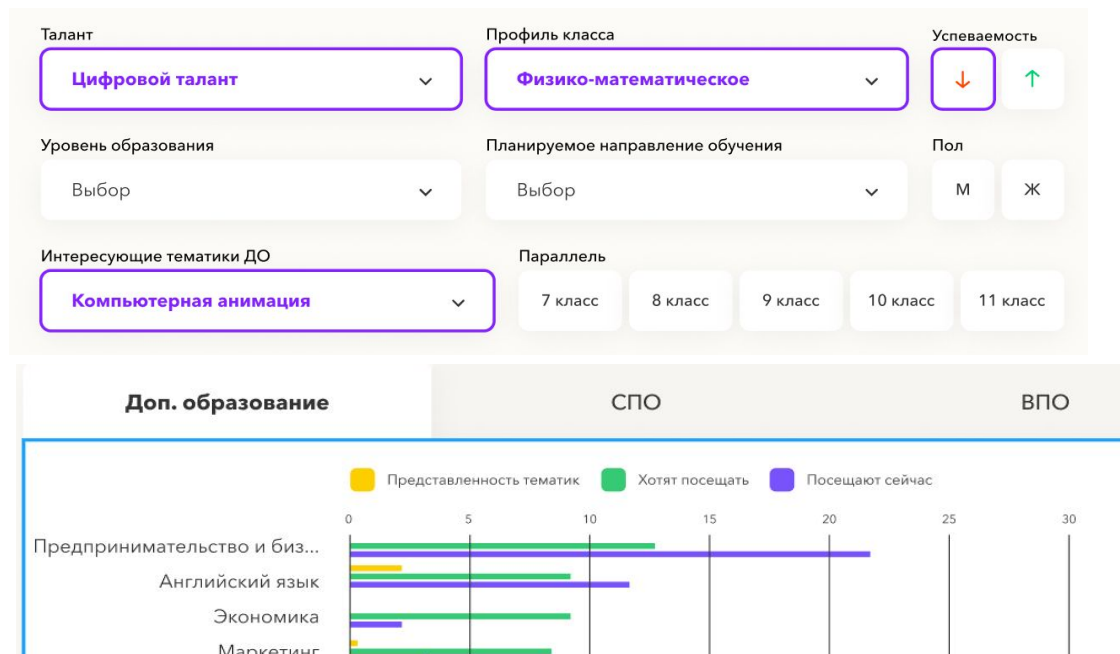 Талант Профиль класса Успеваемость
Цифровой талант Физико-математическое
Уровень образования Планируемое направление обучения Пол
Выбор Выбор М Ж
Интересующие тематики ДО Параллель
Компьютерная анимация 7 класс 8 класс 9 класс 10 класс 11 класс
Доп. образование СПО ВПО
Представленность тематик Хотят посещать Посещают сейчас
0 5 10 15 20 25 30
Предпринимательство и биз...
Английский язык
Экономика
Маркетинг